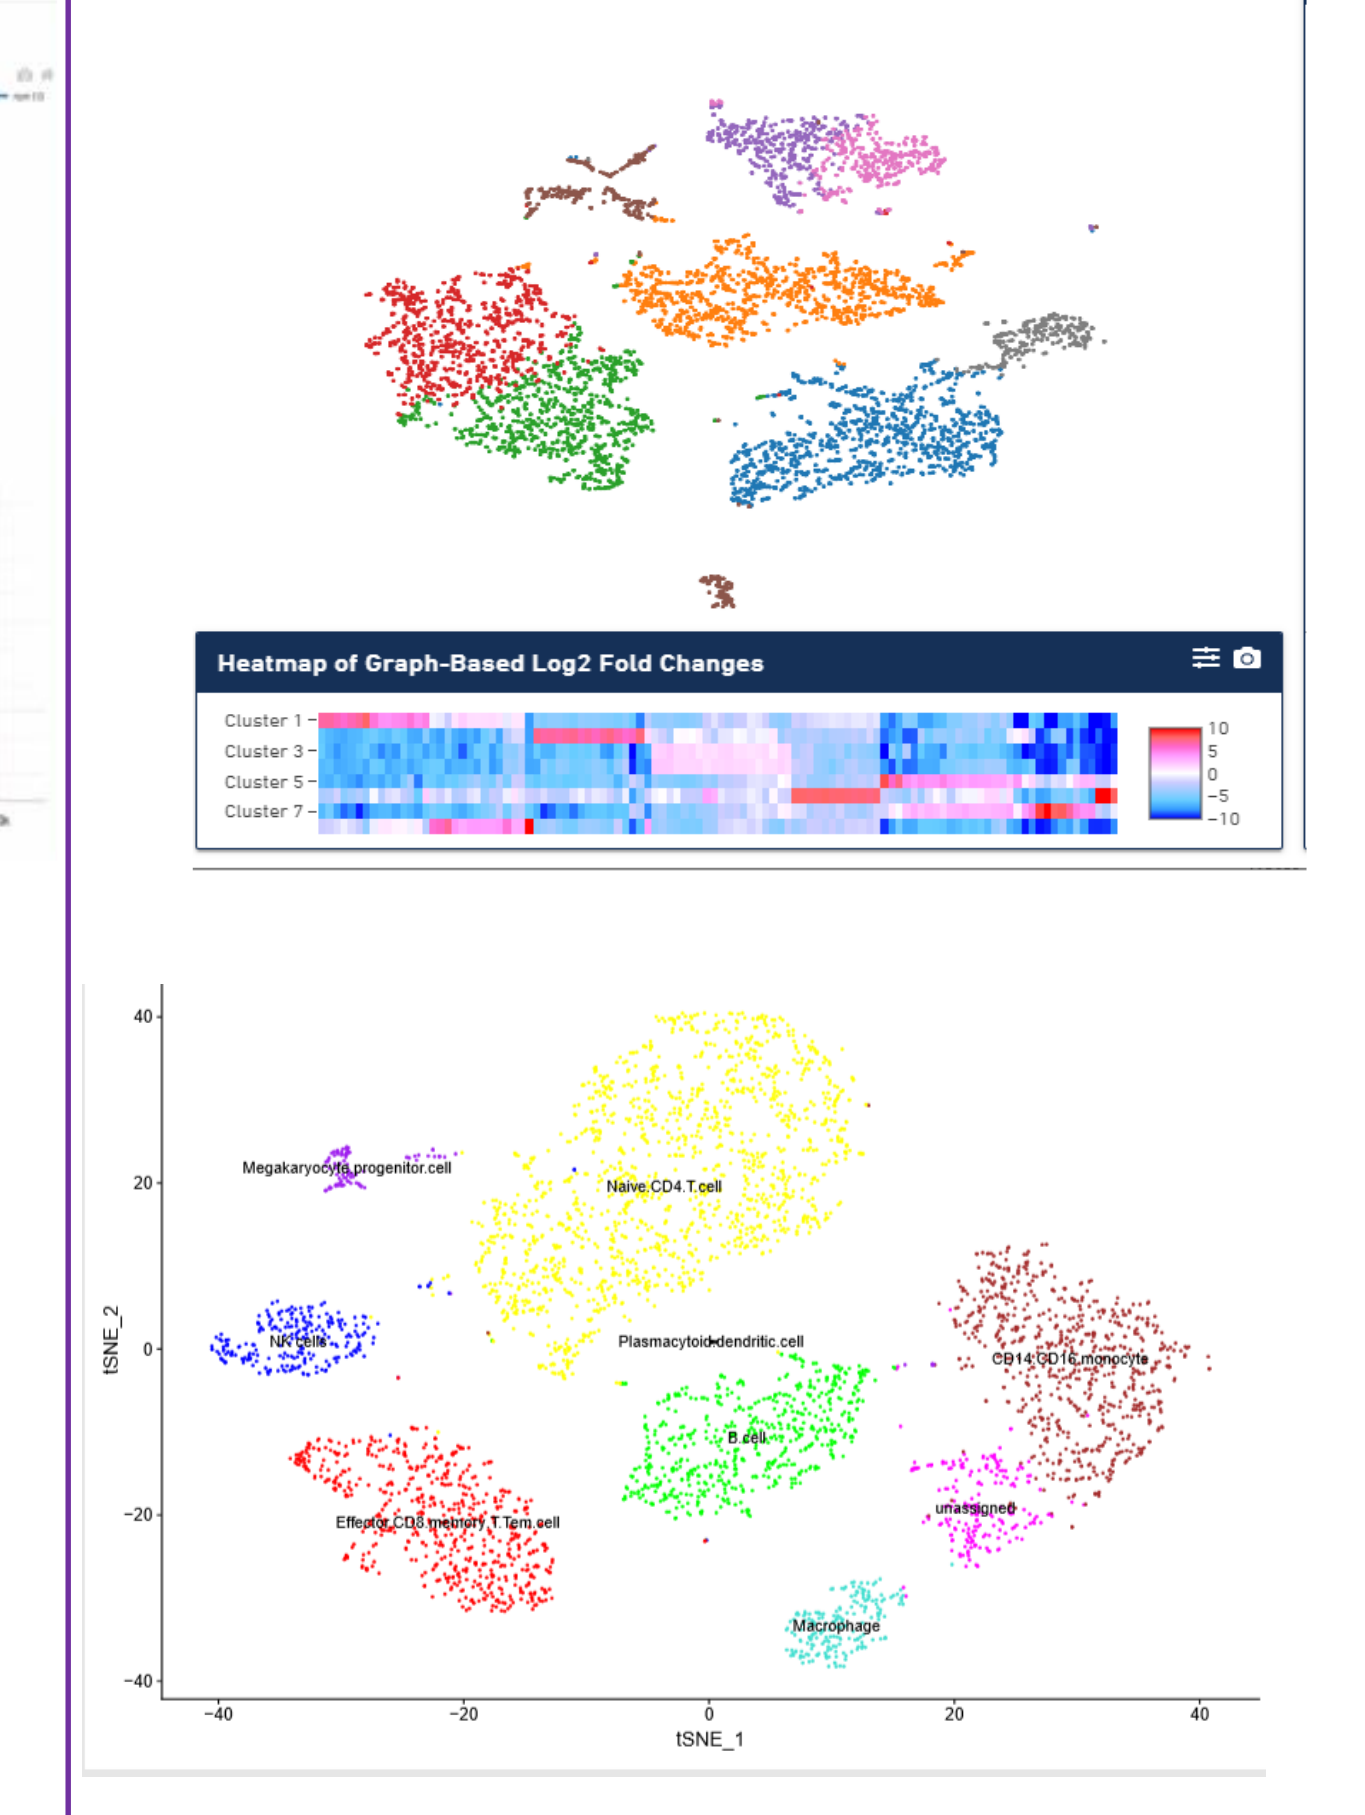 Heatmap of Graph-Based Log2 Fold Changes
Cluster 1
Cluster 3
Cluster 5
Cluster 7
10
5
0
−5
−10
40
20
0
−20
−40
tSNE_2
Megakaryocyte.progenitor.cell
Naive.CD4.T.cell
NK.cells
Plasmacytoid.dendritic.cell
CD14.CD16.monocyte
B.cell
unassigned
Effector.CD8.memory.T.Tem.cell
Macrophage
−40
−20
0
20
40
tSNE_1